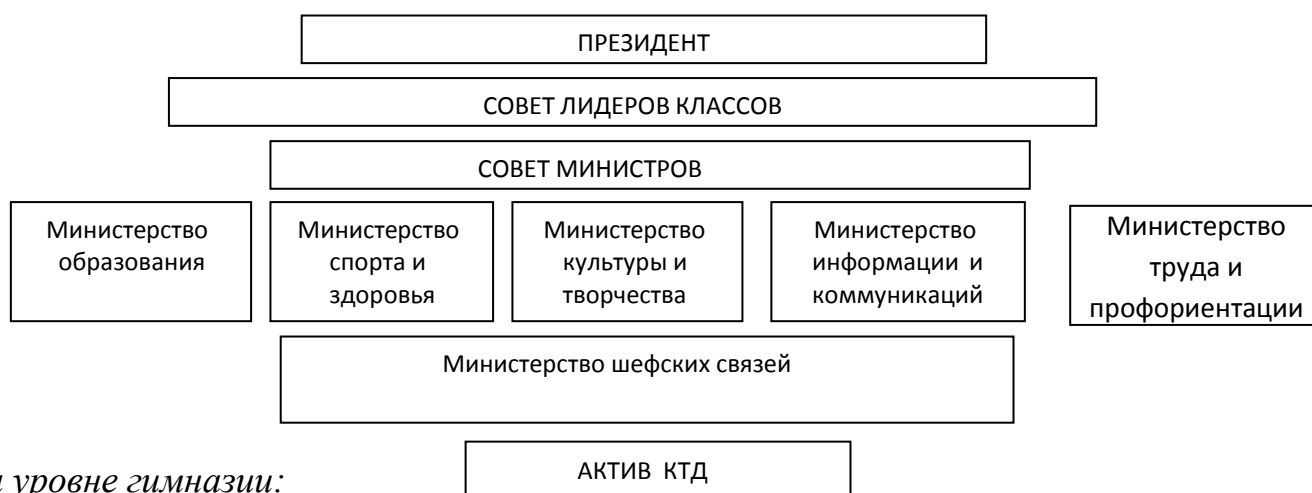 ПРЕЗИДЕНТ
СОВЕТ ЛИДЕРОВ КЛАССОВ
СОВЕТ МИНИСТРОВ
Министерство
образования
Министерство
спорта и
здоровья
Министерство
культуры и
творчества
Министерство
информации и
коммуникаций
Министерство
труда и
профориентации
Министерство шефских связей
АКТИВ КТД
уровне гимназии: